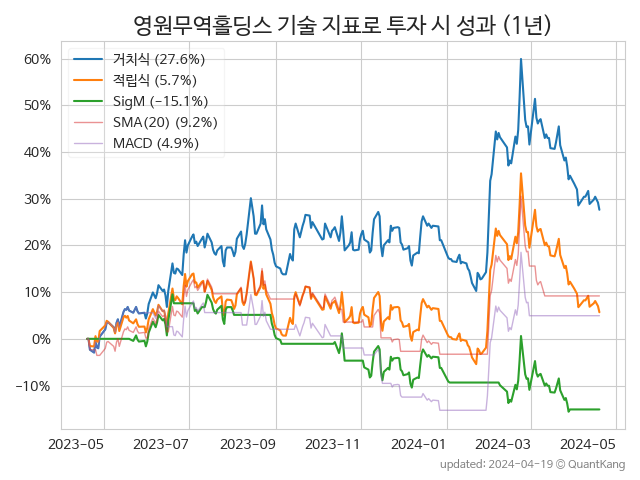 영원무역홀딩스 기술 지표로 투자 시 성과 (1년)
60%
50%
40%
30%
20%
10%
0%
−10%
거치식 (27.6%)
적립식 (5.7%)
SigM (−15.1%)
SMA(20) (9.2%)
MACD (4.9%)
2023-05 2023-07 2023-09 2023-11 2024-01 2024-03 2024-05
updated: 2024-04-19 © QuantKang